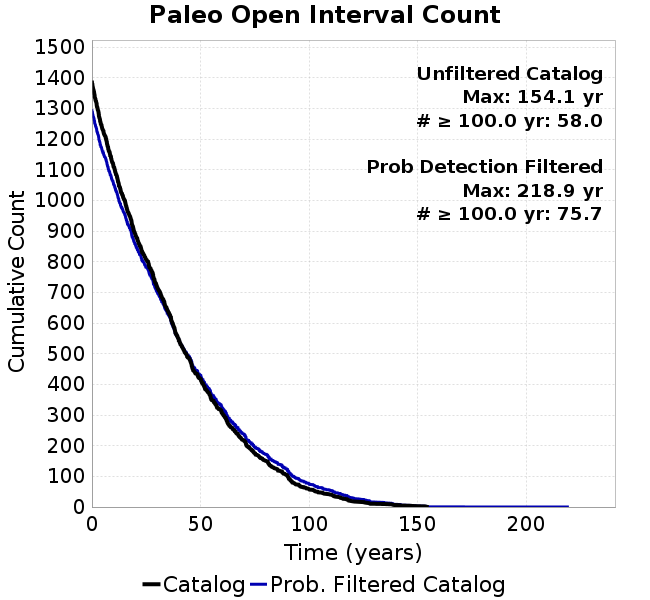 Paleo Open Interval Count
Unfiltered Catalog
Max: 154.1 yr
# ≥ 100.0 yr: 58.0
Prob Detection Filtered
Max: 218.9 yr
# ≥ 100.0 yr: 75.7
Cumulative Count
1500
1400
1300
1200
1100
1000
900
800
700
600
500
400
300
200
100
0
0 50 100 150 200
Time (years)
Catalog Prob. Filtered Catalog